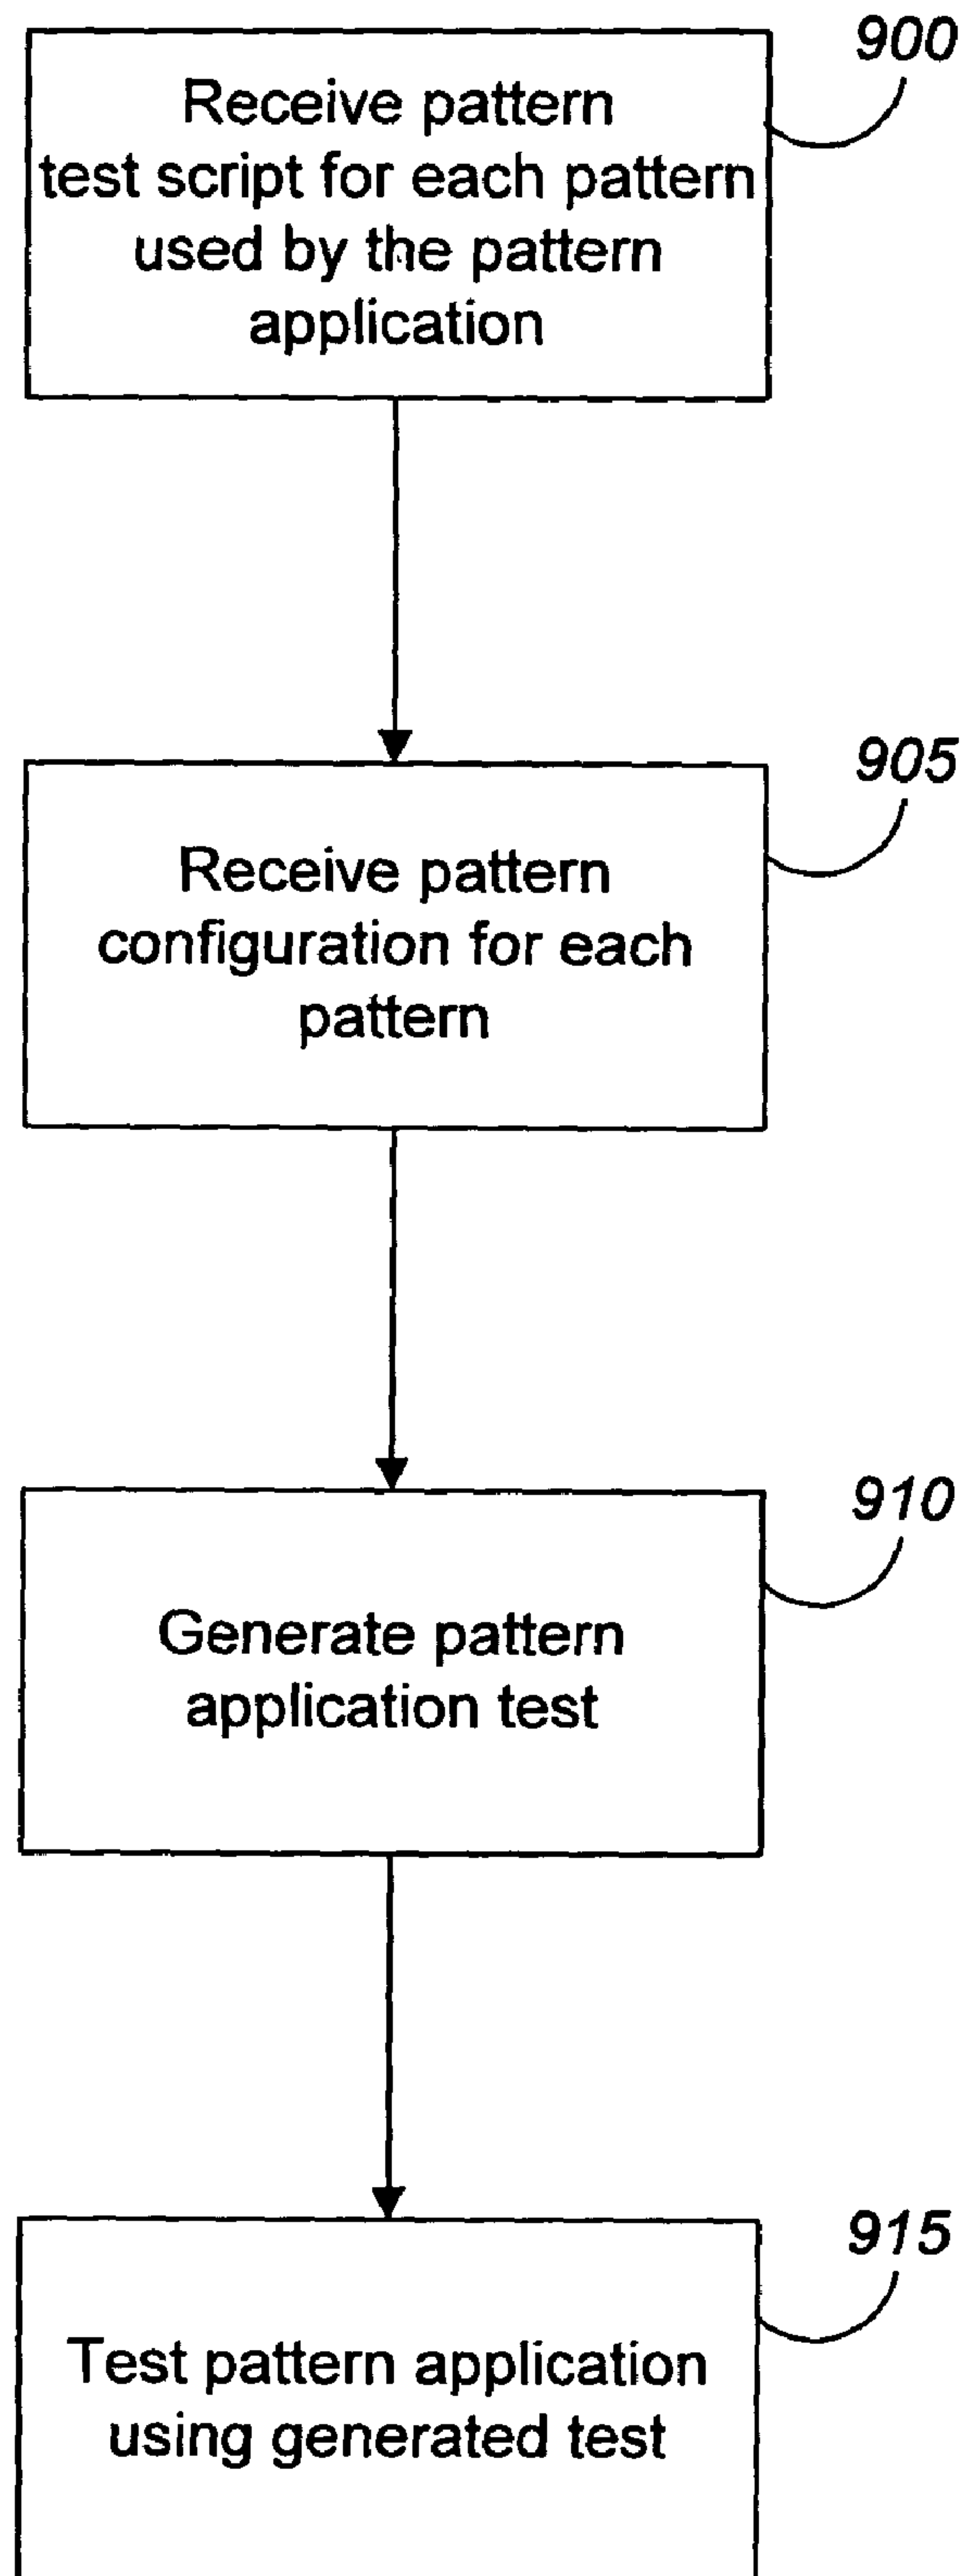 900
Receive pattern
test script for each pattern
used by the pattern
application
905
Receive pattern
configuration for each
pattern
910
Generate pattern
application test
915
Test pattern application
using generated test